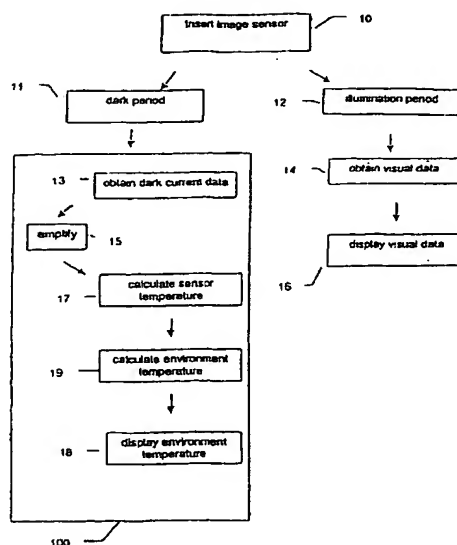 Insert image sensor
10
11
dark period
12
illumination period
13
obtain dark current data
14
obtain visual data
amplify
15
display visual data
16
17
calculate sensor
temperature
19
calculate environment
temperature
18
display environment
temperature
100